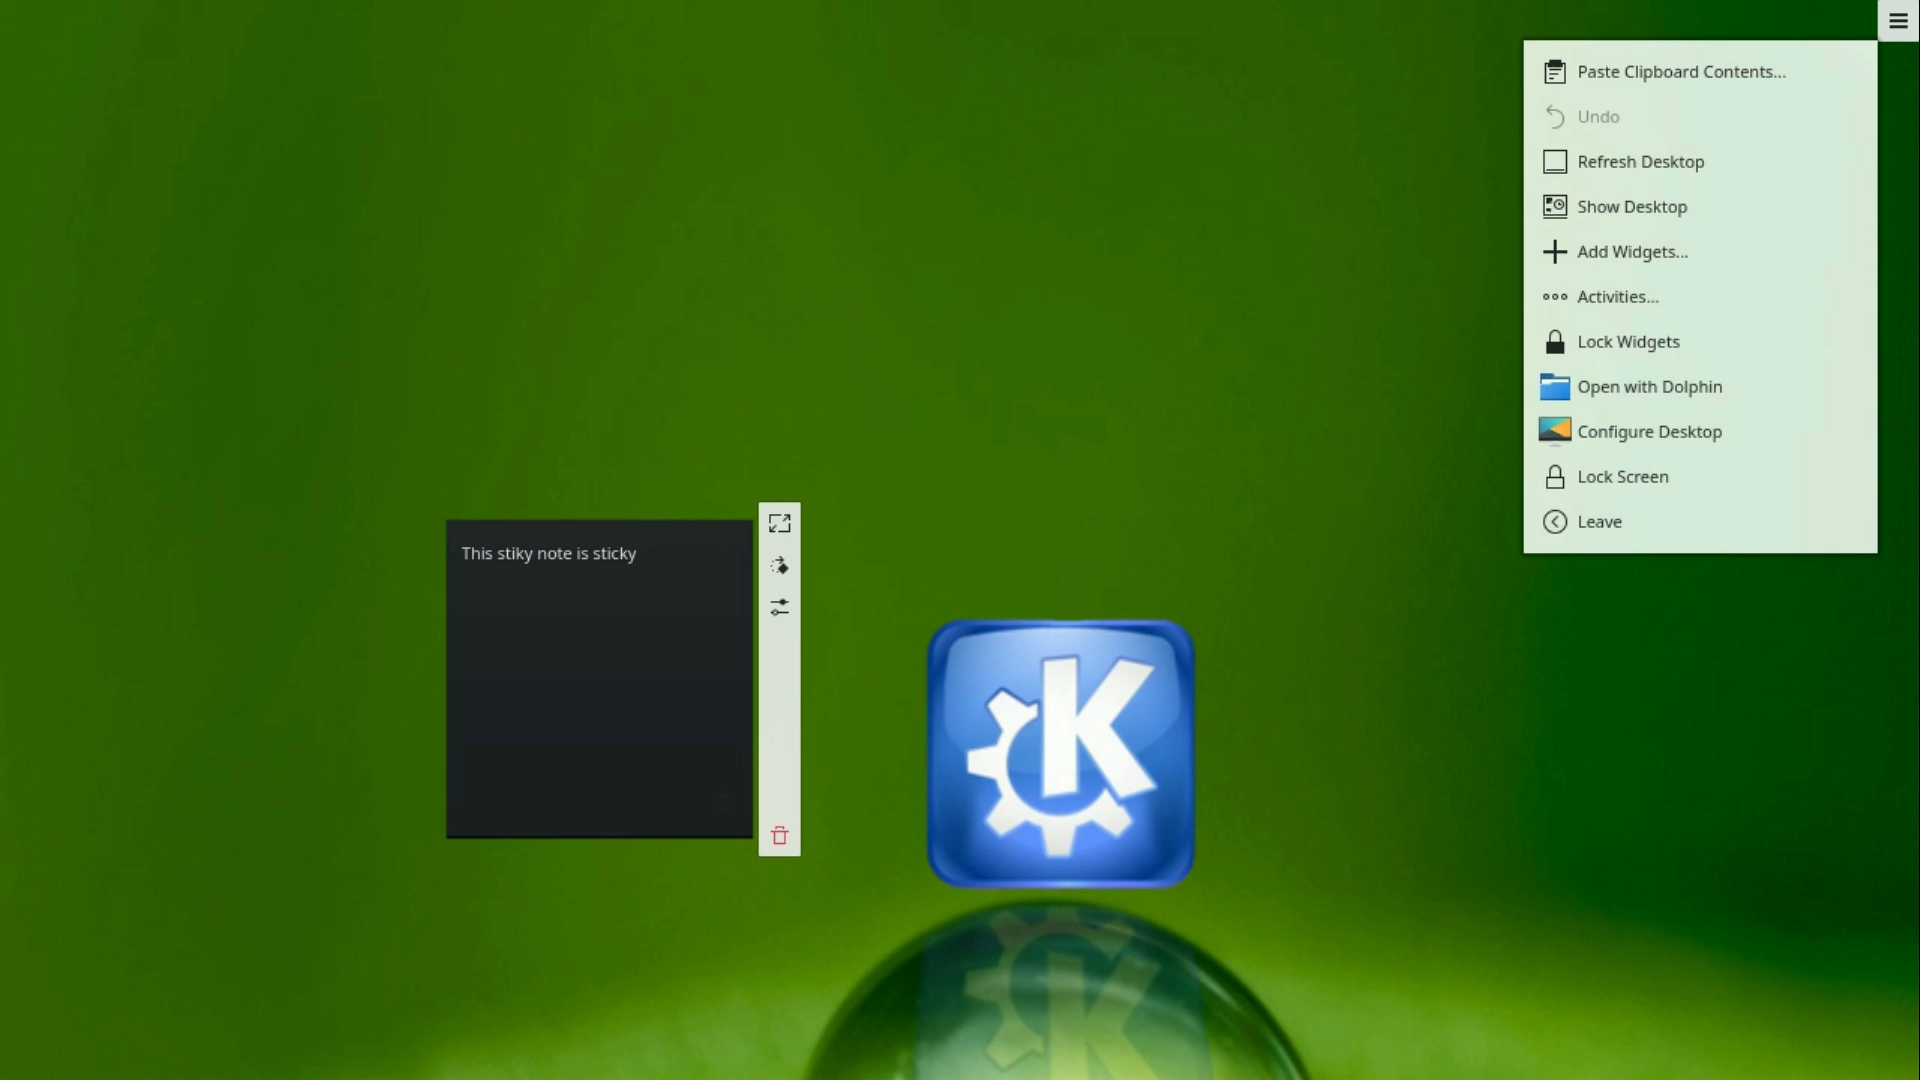 Paste Clipboard Contents...
Undo
Refresh Desktop
Show Desktop
Add Widgets...
Activities...
Lock Widgets
Open with Dolphin
Configure Desktop
Lock Screen
Leave
This stiky note is sticky
K
K